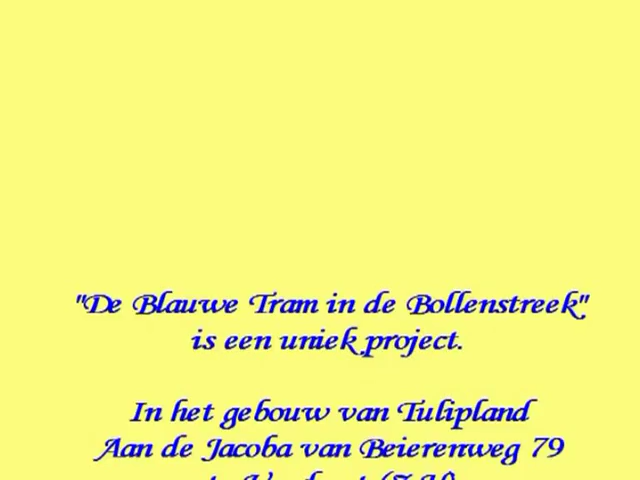 "De Blauwe Tram in de Bollenstreek"
is een uniek project.
In het gebouw van Tulipland
Aan de Jacoba van Beierenweg 79